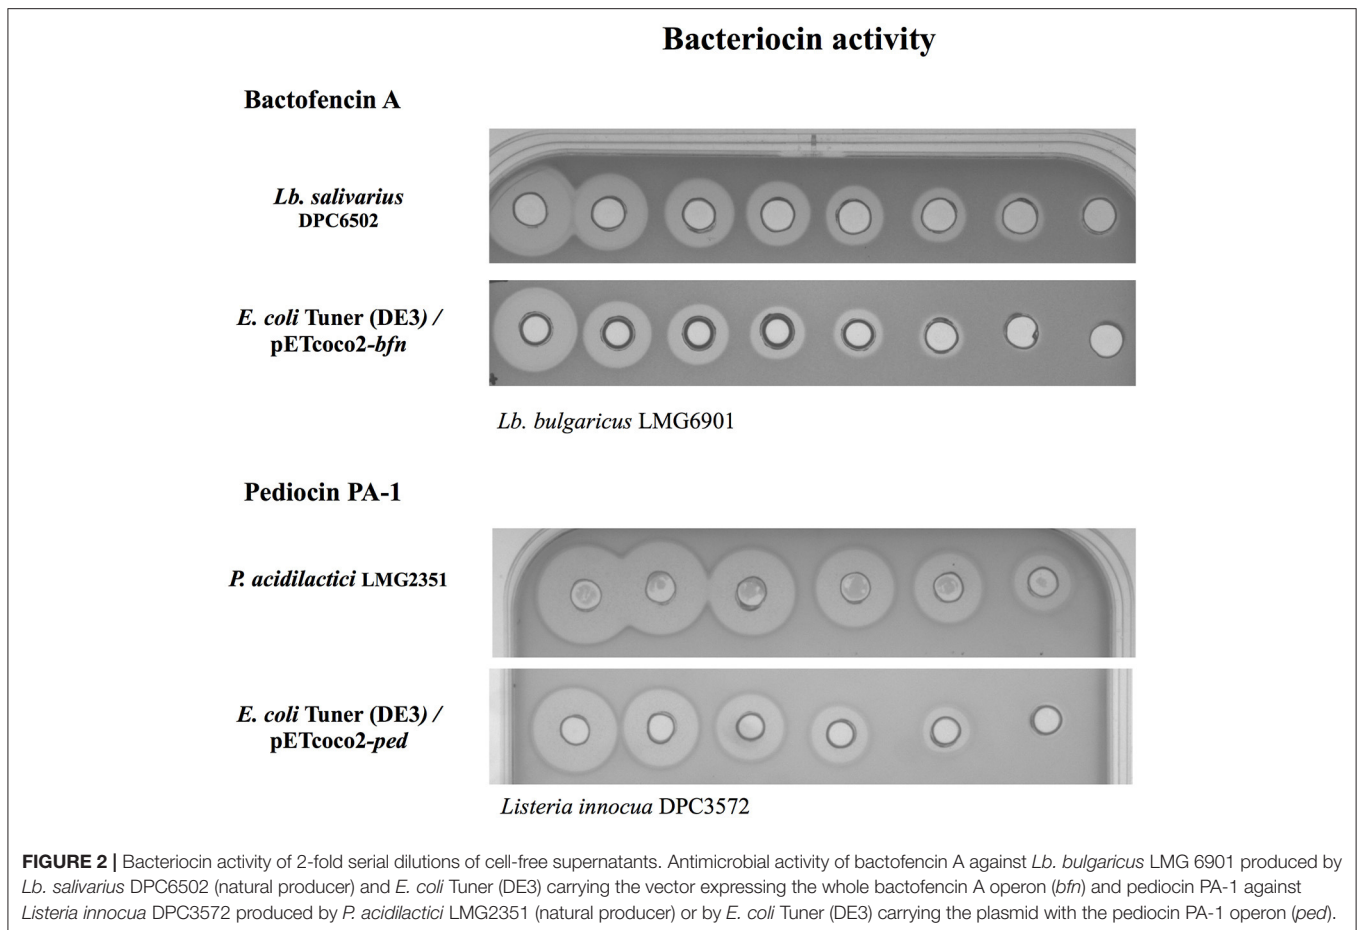 Bacteriocin activity
Bactofencin A
Lb. salivarius
DPC6502
E. coli Tuner (DE3) /
pETcoco2-bfn
Lb. bulgaricus LMG6901
Pediocin PA-1
P. acidilactici LMG2351
E. coli Tuner (DE3) /
pETcoco2-ped
Listeria innocua DPC3572
FIGURE 2 | Bacteriocin activity of 2-fold serial dilutions of cell-free supernatants. Antimicrobial activity of bactofencin A against Lb. bulgaricus LMG 6901 produced by
Lb. salivarius DPC6502 (natural producer) and E. coli Tuner (DE3) carrying the vector expressing the whole bactofencin A operon (bfn) and pediocin PA-1 against
Listeria innocua DPC3572 produced by P. acidilactici LMG2351 (natural producer) or by E. coli Tuner (DE3) carrying the plasmid with the pediocin PA-1 operon (ped).